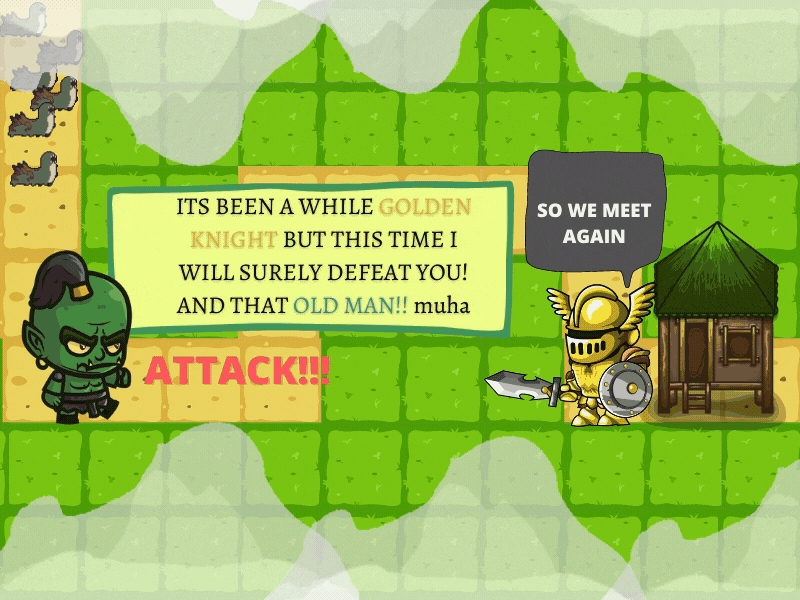 ITS BEEN A WHILE GOLDEN
KNIGHT BUT THIS TIME I
WILL SURELY DEFEAT YOU!
AND THAT OLD MAN!! muha
SO WE MEET
AGAIN
ATTACK!!!